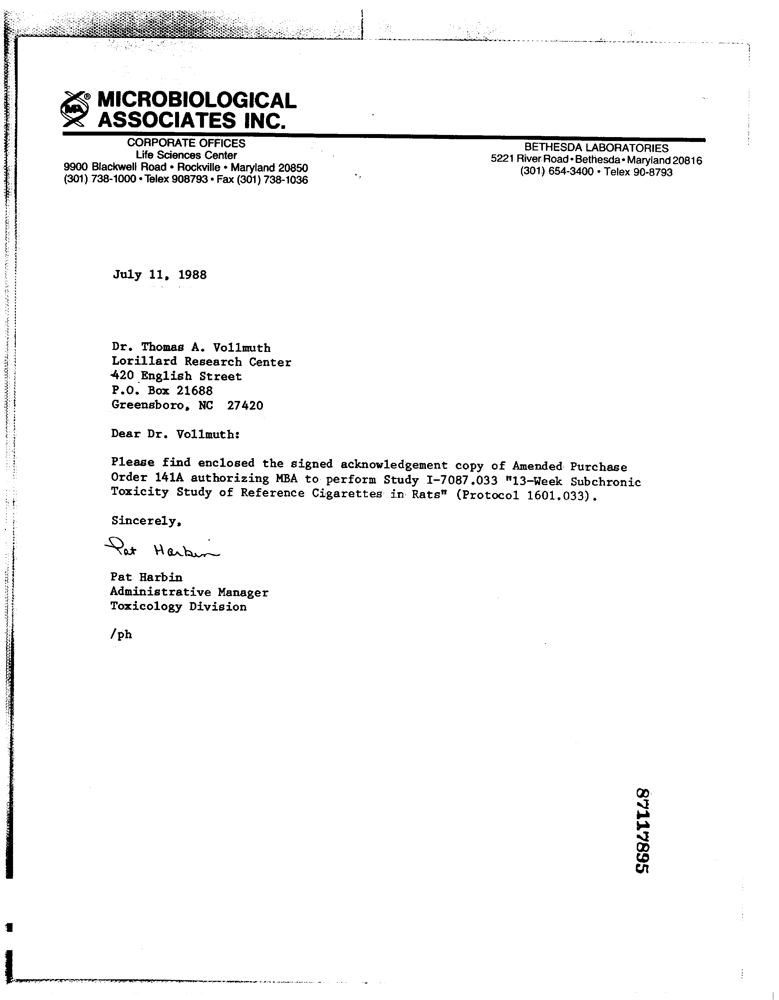 MA®
MICROBIOLOGICAL
ASSOCIATES INC.
CORPORATE OFFICES
Life Sciences Center
9900 Blackwell Road • Rockville • Maryland 20850
(301) 738-1000 • Telex 908793 • Fax (301) 738-1036
BETHESDA LABORATORIES
5221 River Road • Bethesda • Maryland 20816
(301) 654-3400 • Telex 90-8793
July 11, 1988
Dr. Thomas A. Vollmuth
Lorillard Research Center
420 English Street
P.O. Box 21688
Greensboro, NC 27420
Dear Dr. Vollmuth:
Please find enclosed the signed acknowledgement copy of Amended Purchase
Order 141A authorizing MBA to perform Study I-7087.033 "13-Week Subchronic
Toxicity Study of Reference Cigarettes in Rats" (Protocol 1601.033).
Sincerely,
Pat Harbin
Pat Harbin
Administrative Manager
Toxicology Division
/ph
87117895